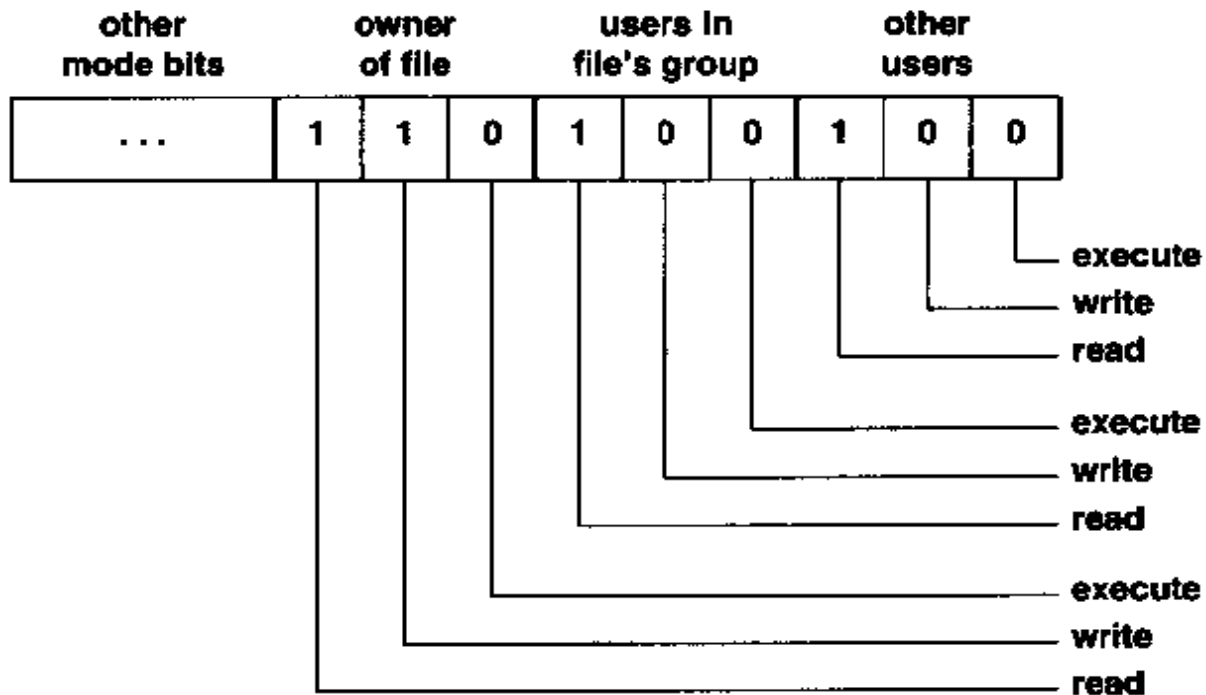 other owner users in other
mode bits of file file's group users
... 1 1 0 1 0 0 1 0 0
execute
write
read
execute
write
read
execute
write
read